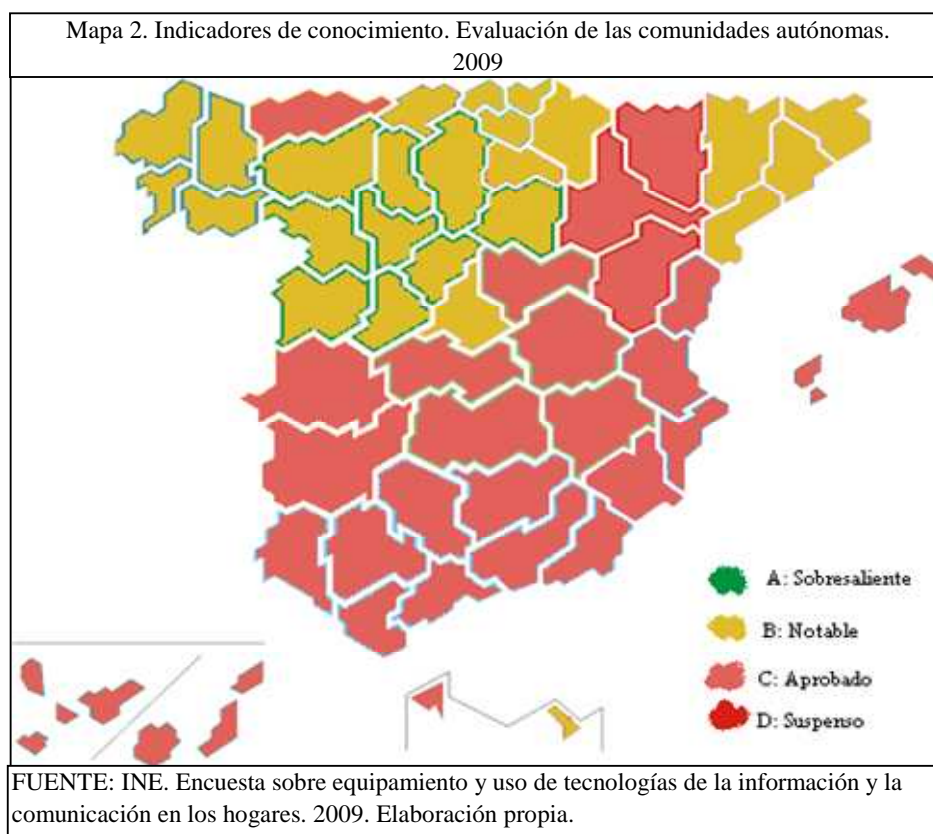 Mapa 2. Indicadores de conocimiento. Evaluación de las comunidades autónomas.
2009
A: Sobresaliente
B: Notable
C: Aprobado
D: Suspenso
FUENTE: INE. Encuesta sobre equipamiento y uso de tecnologías de la información y la
comunicación en los hogares. 2009. Elaboración propia.